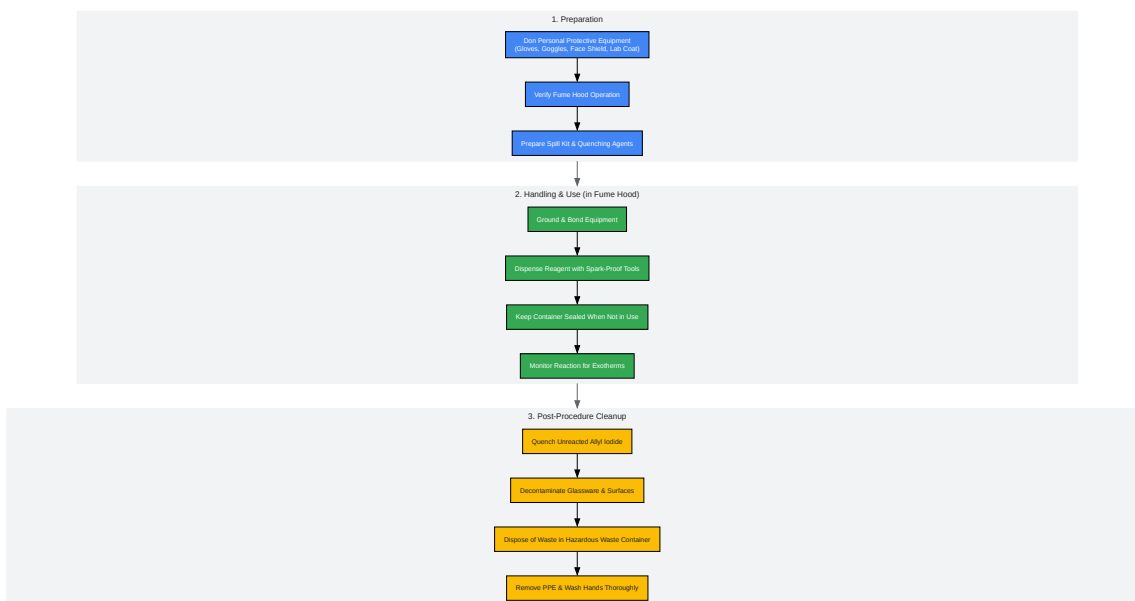 1. Preparation
Don Personal Protective Equipment
(Gloves, Goggles, Face Shield, Lab Coat)
Verify Fume Hood Operation
Prepare Spill Kit & Quenching Agents
2. Handling & Use (in Fume Hood)
Ground & Bond Equipment
Dispense Reagent with Spark-Proof Tools
Keep Container Sealed When Not in Use
Monitor Reaction for Exotherms
3. Post-Procedure Cleanup
Quench Unreacted Allyl Iodide
Decontaminate Glassware & Surfaces
Dispose of Waste in Hazardous Waste Container
Remove PPE & Wash Hands Thoroughly